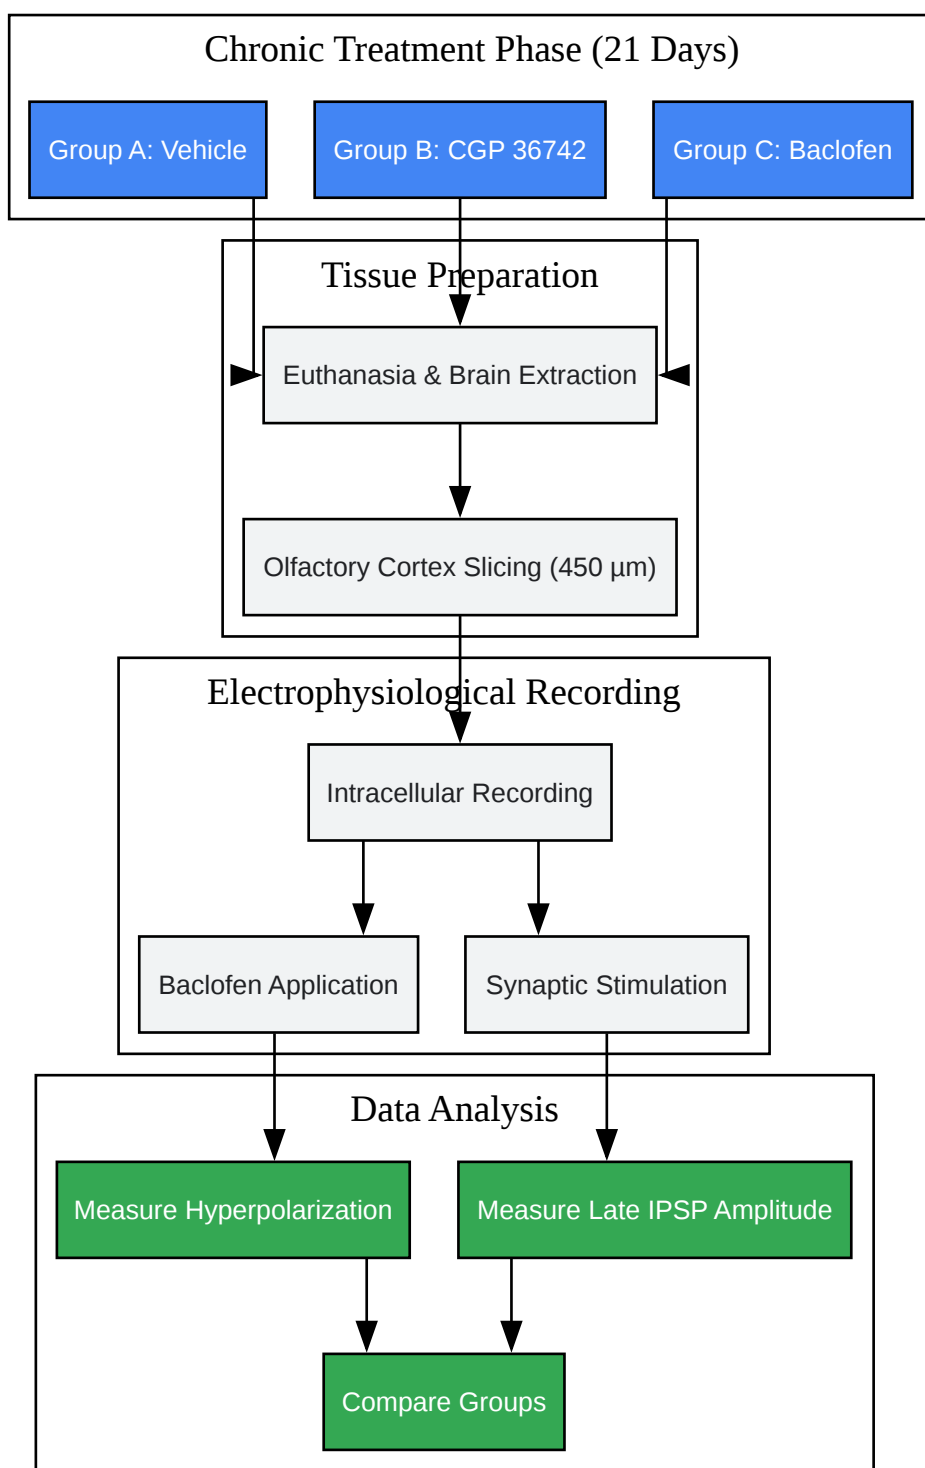 Chronic Treatment Phase (21 Days)
Group A: Vehicle
Group B: CGP 36742
Group C: Baclofen
Tissue Preparation
Euthanasia & Brain Extraction
Olfactory Cortex Slicing (450 µm)
Electrophysiological Recording
Intracellular Recording
Baclofen Application
Synaptic Stimulation
Data Analysis
Measure Hyperpolarization
Measure Late IPSP Amplitude
Compare Groups